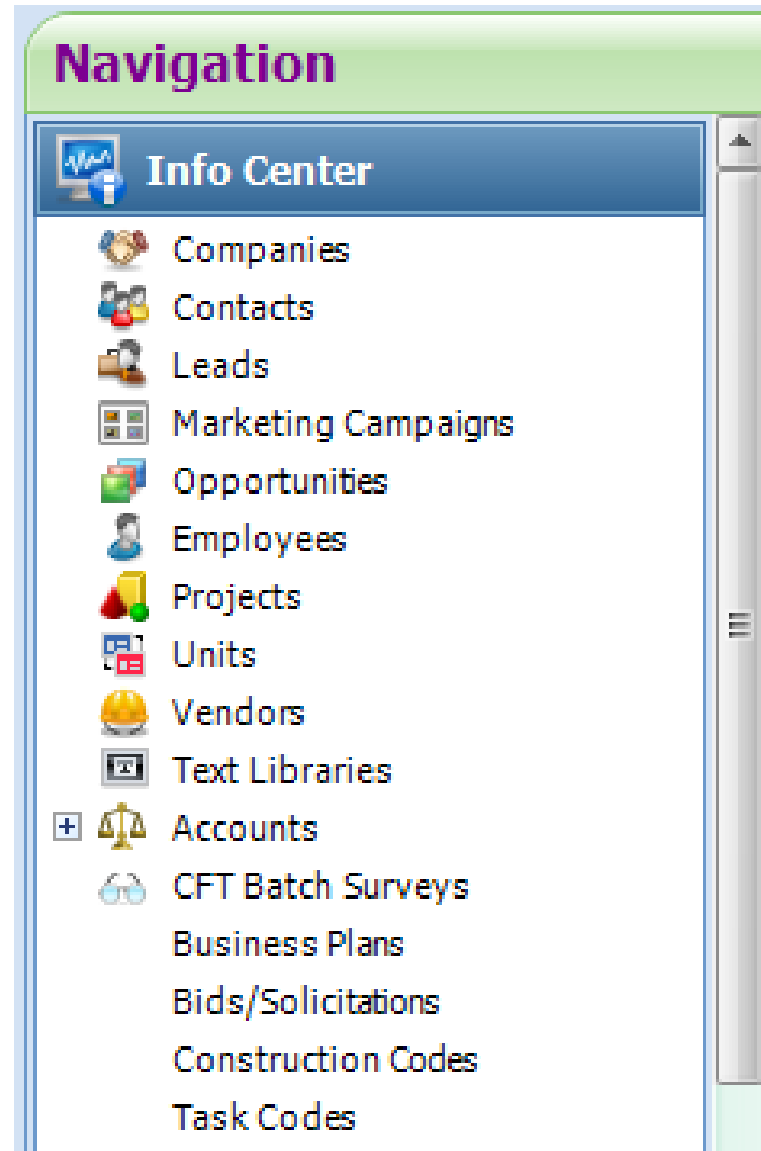 Navigation
Info Center
Companies
Contacts
Leads
Marketing Campaigns
Opportunities
Employees
Projects
Units
Vendors
Text Libraries
Accounts
CFT Batch Surveys
Business Plans
Bids/Solicitations
Construction Codes
Task Codes